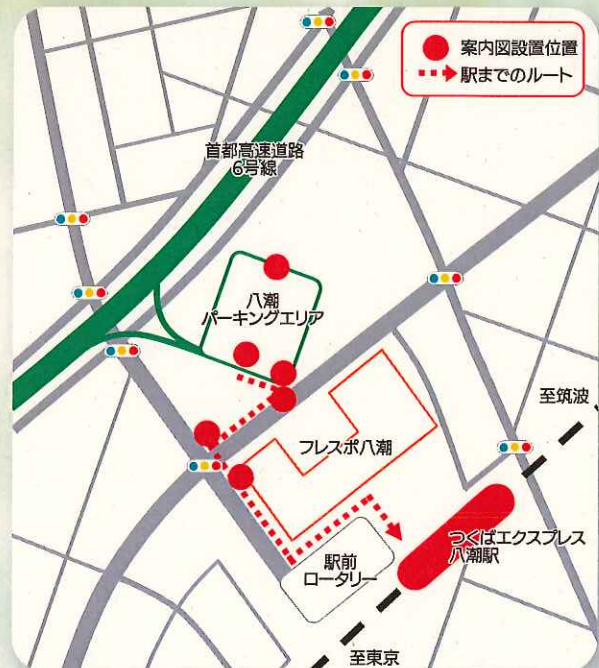 案内図設置位置
駅までのルート
首都高速道路
6号線
八潮
パーキングエリア
至筑波
フレスポ八潮
つくばエクスプレス
八潮駅
駅前
ロータリー
至東京